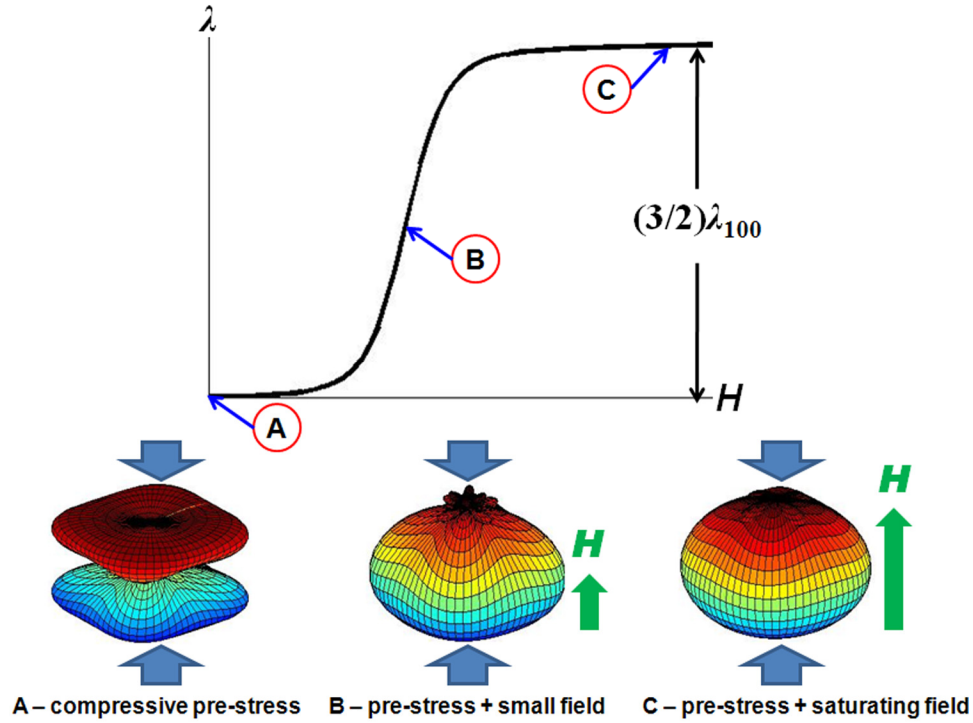 λ
C
(3/2)λ₁₀₀
B
H
A
H
H
A – compressive pre-stress
B – pre-stress + small field
C – pre-stress + saturating field